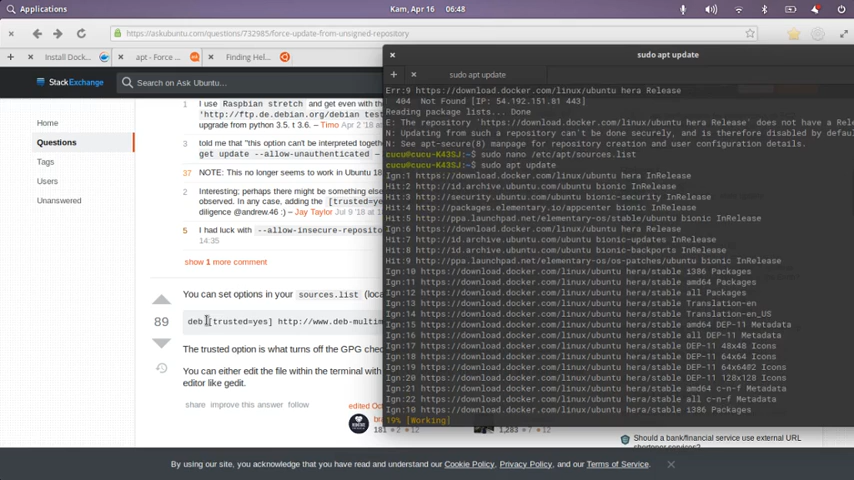 Applications
Kam, Apr 16
06:48
https://askubuntu.com/questions/732985/force-update-from-unsigned-repository
Install Dock
apt - Force
Finding Hel
StackExchange
Search on Ask Ubuntu…
Home
Questions
Tags
Users
Unanswered
1 I use Raspbian stretch and get even with the
'http://ftp.de.debian.org/debian test
upgrade from python 3.5. t 3.6. – Timo Apr 2 '18 at
3 told me that "this option can't be interpreted togeth
get update --allow-unauthenticated –
37 NOTE: This no longer seems to work in Ubuntu
2 Interesting; perhaps there might be something else
observed. In any case, adding the [trusted=ye
diligence @andrew.46 :) – Jay Taylor Jul 9 '18 at
5 I had luck with --allow-insecure-repositor
14:35
show 1 more comment
89
You can set options in your sources.list (loca
deb [trusted=yes] http://www.deb-multim
The trusted option is what turns off the GPG chec
You can either edit the file within the terminal with
editor like gedit.
share improve this answer follow
edited Oct
br
181 2 12
1,283 7 12
Should a bank/financial service use external URL
By using our site, you acknowledge that you have read and understand our Cookie Policy, Privacy Policy, and our Terms of Service.
sudo apt update
sudo apt update
Err:9 https://download.docker.com/linux/ubuntu hera Release
404 Not Found [IP: 54.192.151.81 443]
Reading package lists... Done
E: The repository 'https://download.docker.com/linux/ubuntu hera Release' does not have a Rele
N: Updating from such a repository can't be done securely, and is therefore disabled by defau
N: See apt-secure(8) manpage for repository creation and user configuration details.
cucu@cucu-K43SJ:~$ sudo nano /etc/apt/sources.list
cucu@cucu-K43SJ:~$ sudo apt update
Ign:1 https://download.docker.com/linux/ubuntu hera InRelease
Hit:2 http://id.archive.ubuntu.com/ubuntu bionic InRelease
Hit:3 http://security.ubuntu.com/ubuntu bionic-security InRelease
Hit:4 http://packages.elementary.io/appcenter bionic InRelease
Hit:5 http://ppa.launchpad.net/elementary-os/stable/ubuntu bionic InRelease
Ign:6 https://download.docker.com/linux/ubuntu hera Release
Hit:7 http://id.archive.ubuntu.com/ubuntu bionic-updates InRelease
Hit:8 http://id.archive.ubuntu.com/ubuntu bionic-backports InRelease
Hit:9 http://ppa.launchpad.net/elementary-os/os-patches/ubuntu bionic InRelease
Ign:10 https://download.docker.com/linux/ubuntu hera/stable i386 Packages
Ign:11 https://download.docker.com/linux/ubuntu hera/stable amd64 Packages
Ign:12 https://download.docker.com/linux/ubuntu hera/stable all Packages
Ign:13 https://download.docker.com/linux/ubuntu hera/stable Translation-en
Ign:14 https://download.docker.com/linux/ubuntu hera/stable Translation-en_US
Ign:15 https://download.docker.com/linux/ubuntu hera/stable amd64 DEP-11 Metadata
Ign:16 https://download.docker.com/linux/ubuntu hera/stable all DEP-11 Metadata
Ign:17 https://download.docker.com/linux/ubuntu hera/stable DEP-11 48x48 Icons
Ign:18 https://download.docker.com/linux/ubuntu hera/stable DEP-11 64x64 Icons
Ign:19 https://download.docker.com/linux/ubuntu hera/stable DEP-11 64x64@2 Icons
Ign:20 https://download.docker.com/linux/ubuntu hera/stable DEP-11 128x128 Icons
Ign:21 https://download.docker.com/linux/ubuntu hera/stable amd64 c-n-f Metadata
Ign:22 https://download.docker.com/linux/ubuntu hera/stable all c-n-f Metadata
Ign:10 https://download.docker.com/linux/ubuntu hera/stable i386 Packages
19% [Working]